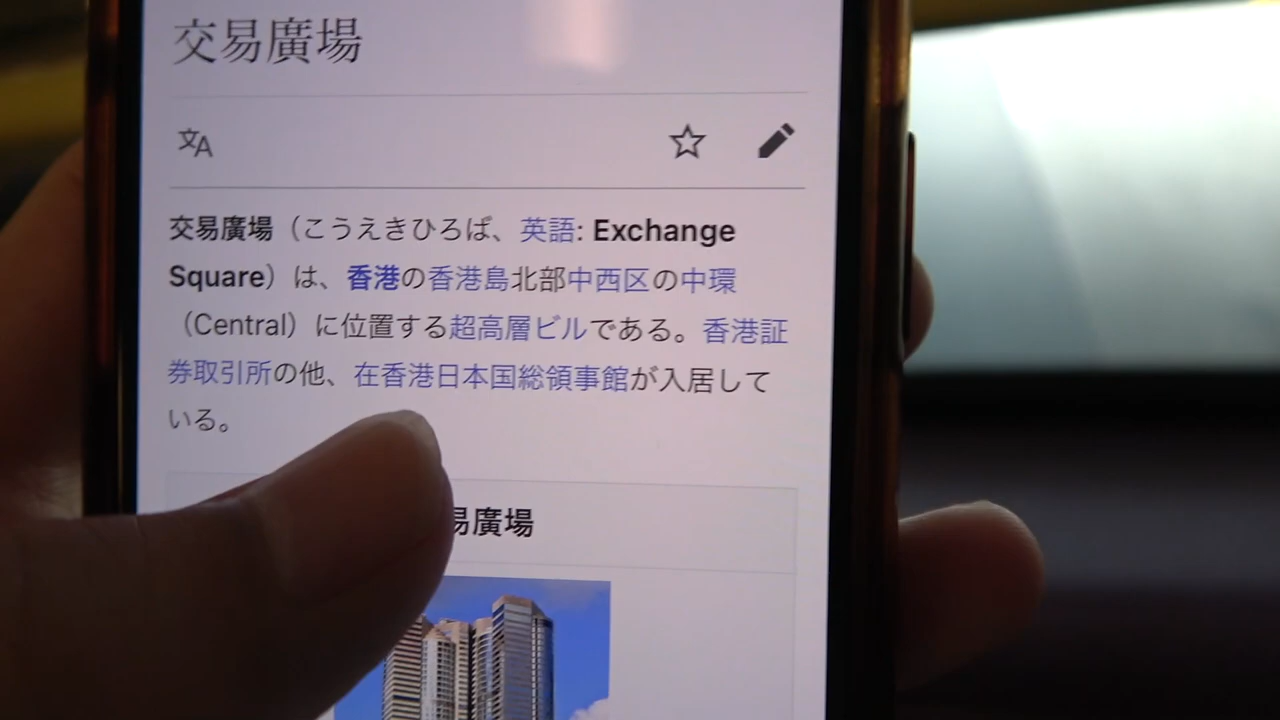 交易廣場
交易廣場（こうえきひろば、英語: Exchange
Square）は、香港の香港島北部中西区の中環
（Central）に位置する超高層ビルである。香港証
券取引所の他、在香港日本国総領事館が入居して
いる。
易廣場